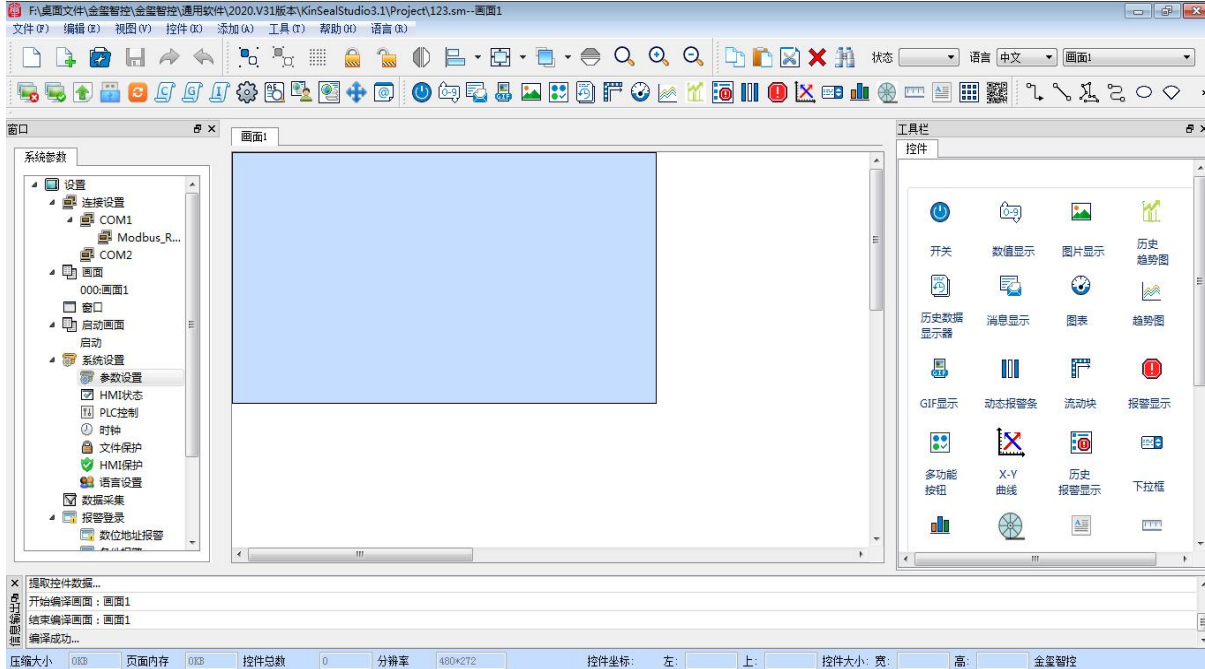 F:\桌面文件\金玺智控\金玺智控\通用软件\2020.V31版本\KinSealStudio3.1\Project\123.sm--画面1
文件(F) 编辑(E) 视图(V) 控件(K) 添加(A) 工具(T) 帮助(H) 语言(R)
状态 语言 中文 画面1
窗口
系统参数
设置
连接设置
COM1
Modbus_R...
COM2
画面
000:画面1
窗口
启动画面
启动
系统设置
参数设置
HMI状态
PLC控制
时钟
文件保护
HMI保护
语言设置
数据采集
报警登录
数位地址报警
画面1
工具栏
控件
开关 数值显示 图片显示 历史趋势图
历史数据显示器 消息显示 图表 趋势图
GIF显示 动态报警条 流动块 报警显示
多功能按钮 X-Y曲线 历史报警显示 下拉框
提取控件数据...
开始编译画面：画面1
结束编译画面：画面1
编译成功...
压缩大小 0KB 页面内存 0KB 控件总数 0 分辨率 480*272 控件坐标: 左: 上: 控件大小: 宽: 高: 金玺智控